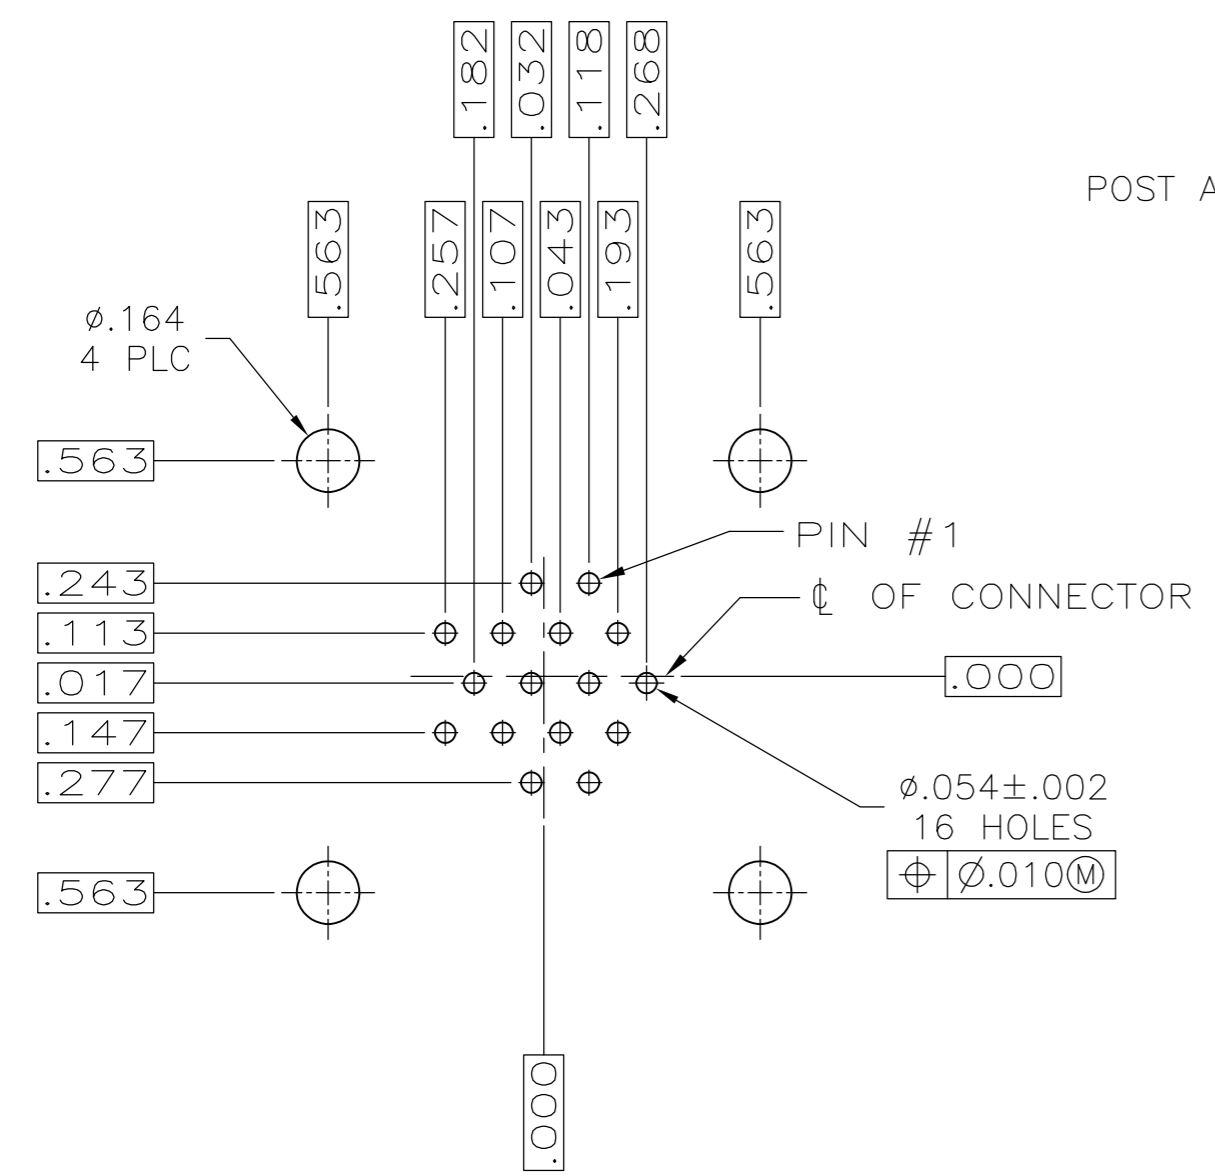 .182
.032
.118
.268
POST A
.563
.257
.107
.043
.193
.563
ø.164
4 PLC
.563
PIN #1
.243
℄ OF CONNECTOR
.113
.017
.000
.147
.277
ø.054±.002
16 HOLES
⌖ Ø.010Ⓜ
.563
.000